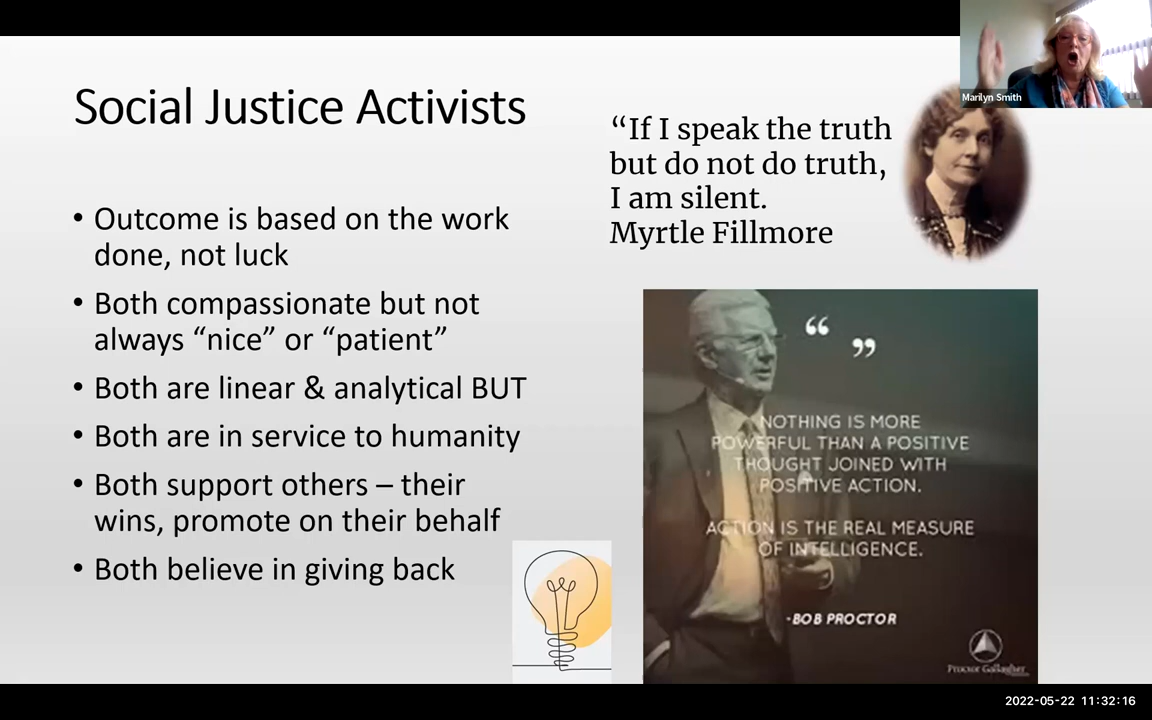 Marilyn Smith
Social Justice Activists
“If I speak the truth
but do not do truth,
I am silent.
Myrtle Fillmore
• Outcome is based on the work
done, not luck
• Both compassionate but not
always “nice” or “patient”
• Both are linear & analytical BUT
• Both are in service to humanity
• Both support others – their
wins, promote on their behalf
• Both believe in giving back
“ ”
NOTHING IS MORE
POWERFUL THAN A POSITIVE
THOUGHT JOINED WITH
POSITIVE ACTION.
ACTION IS THE REAL MEASURE
OF INTELLIGENCE.
-BOB PROCTOR
Proctor Gallagher
2022-05-22 11:32:16